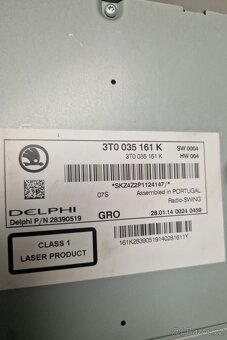 3T0 035 161 K SW 0004
3T0 035 161 K HW 004
*SKZ4Z2P1124147/*
07S Assembled in PORTUGAL
Radio-SWING
DELPHI GRO 28.01.14 0024 0459
Delphi P/N 28390519
CLASS 1
LASER PRODUCT
161K28390519140281611Y